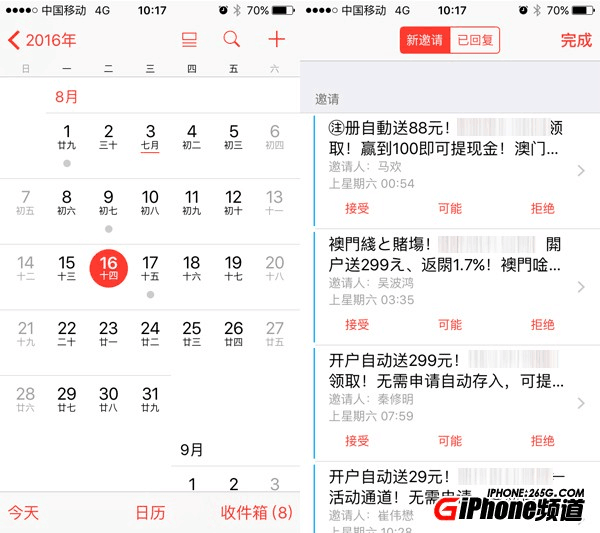 中国移动 4G 10:17 70%
2016年
日 一 二 三 四 五 六
8月
1 2 3 4 5 6
廿九 三十 七月 初二 初三 初四
7 8 9 10 11 12 13
初五 初六 初七 初八 初九 初十 十一
14 15 16 17 18 19 20
十二 十三 十四 十五 十六 十七 十八
21 22 23 24 25 26 27
十九 二十 廿一 廿二 廿三 廿四 廿五
28 29 30 31
廿六 廿七 廿八 廿九
9月
1 2 3
今天 日历 收件箱 (8)
中国移动 4G 10:17 70%
新邀请 已回复 完成
邀请
㊟册自動送88元! 领
取! 赢到100即可提现金! 澳门...
邀请人: 马欢
上星期六 00:54
接受 可能 拒绝
襖門綫と賭塲! 閞
户送299え、返閖1.7%! 襖門唫...
邀请人: 吴波鸿
上星期六 03:35
接受 可能 拒绝
开户自动送299元!
领取! 无需申请自动存入, 可提...
邀请人: 秦修明
上星期六 07:59
接受 可能 拒绝
开户自动送29元! 一
活动通道! 无需申请
邀请人: 崔伟懋
上星期六 10:28
IPHONE.265G.COM
GiPhone频道